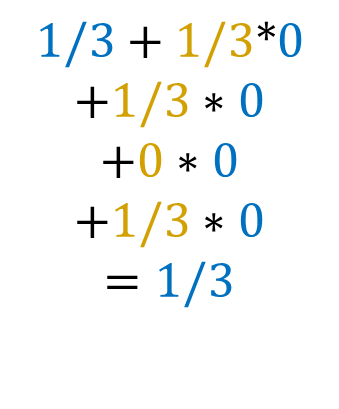 1/3 + 1/3*0
+1/3 * 0
+0 * 0
+1/3 * 0
= 1/3